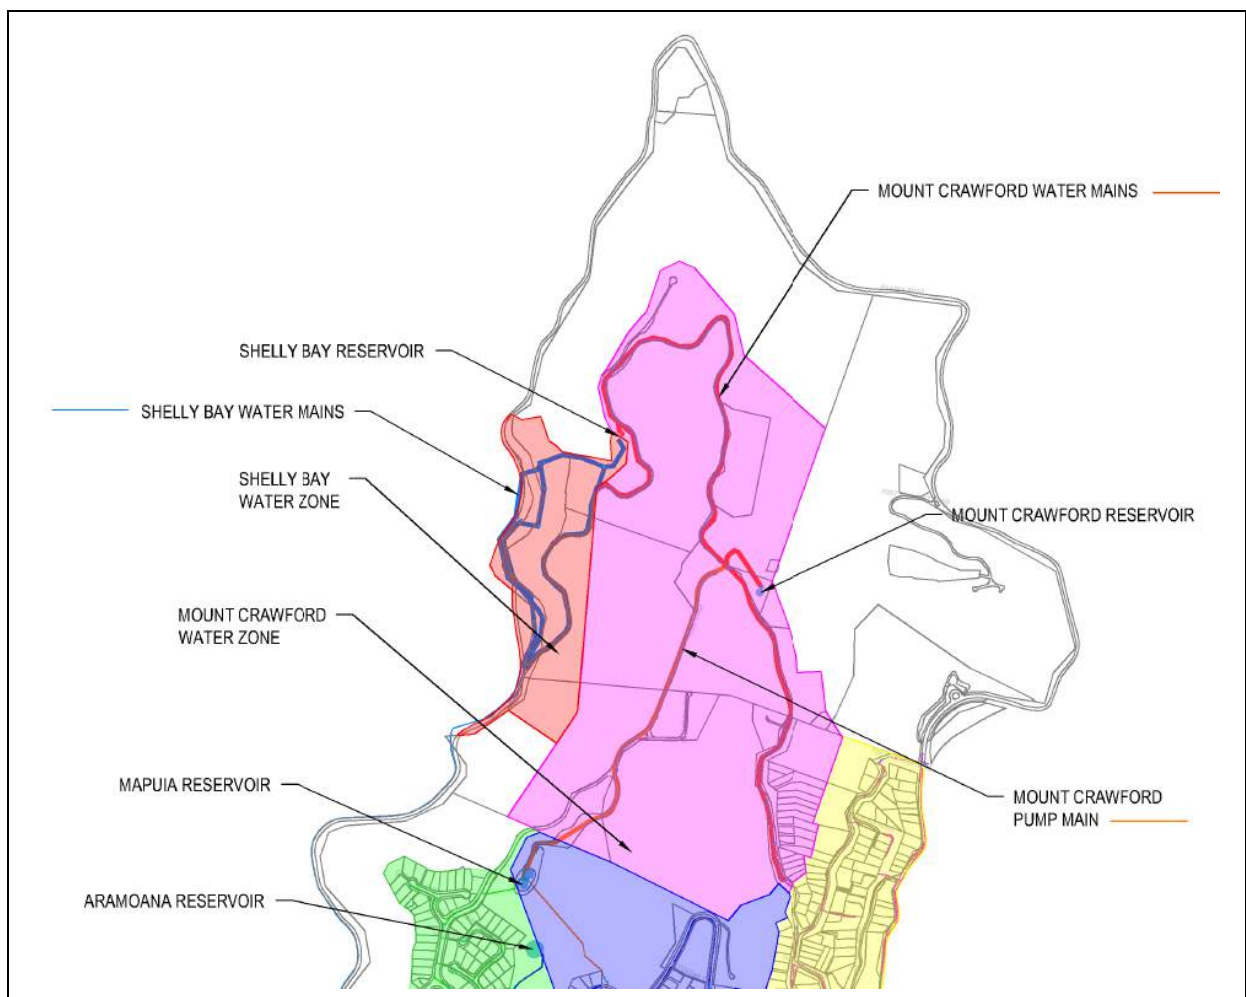 MOUNT CRAWFORD WATER MAINS
SHELLY BAY RESERVOIR
SHELLY BAY WATER MAINS
SHELLY BAY
WATER ZONE
MOUNT CRAWFORD RESERVOIR
MOUNT CRAWFORD
WATER ZONE
MAPUIA RESERVOIR
MOUNT CRAWFORD
PUMP MAIN
ARAMOANA RESERVOIR